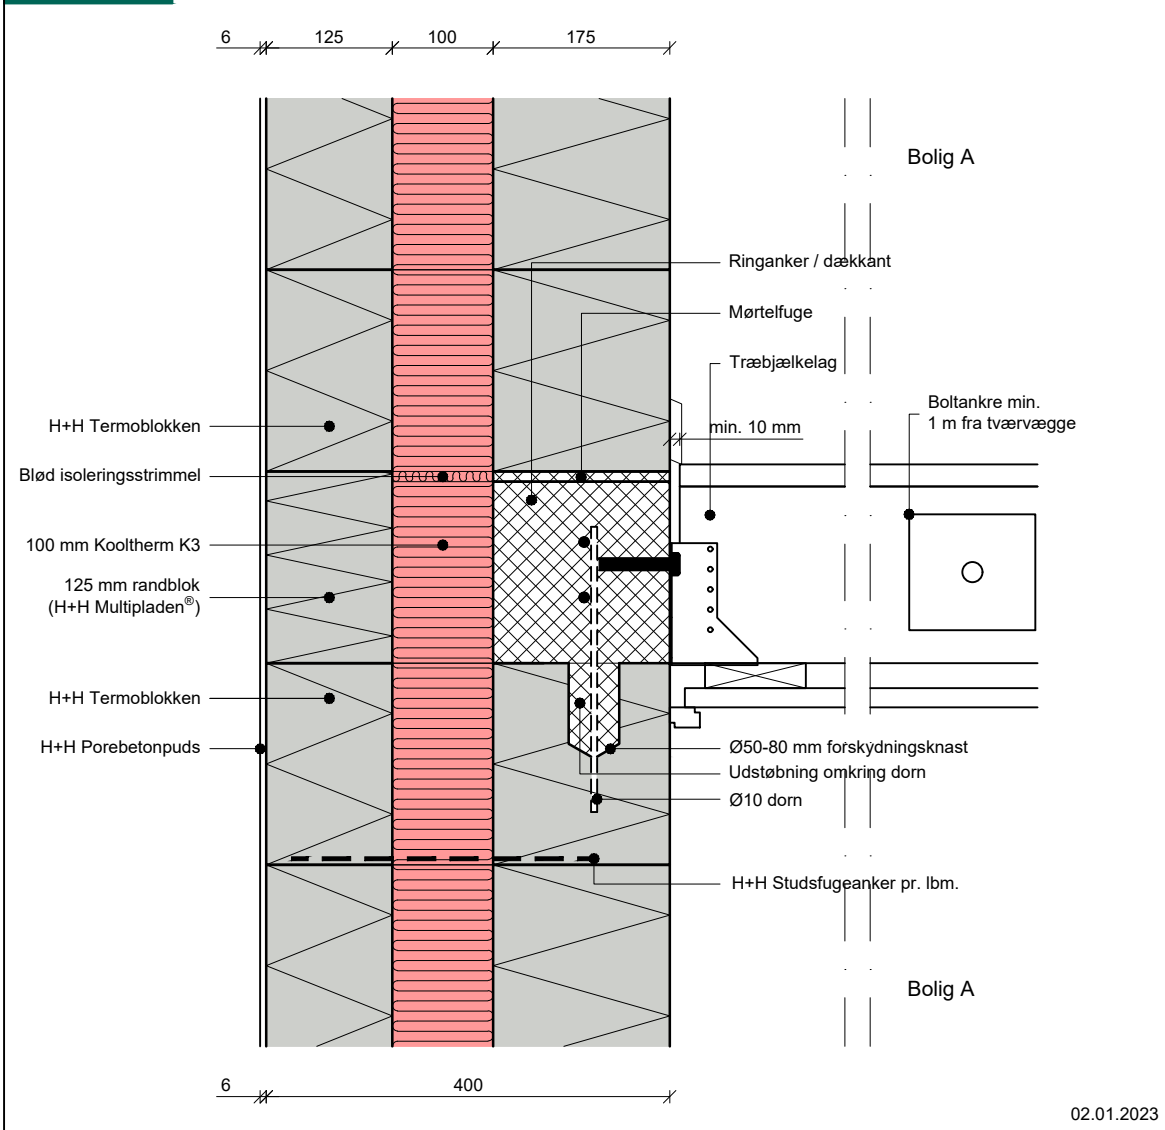 6 125 100 175
Bolig A
Ringanker / dækkant
Mørtelfuge
Træbjælkelag
Boltankre min.
1 m fra tværvægge
min. 10 mm
H+H Termoblokken
Blød isoleringsstrimmel
100 mm Kooltherm K3
125 mm randblok
(H+H Multipladen®)
H+H Termoblokken
H+H Porebetonpuds
Ø50-80 mm forskydningsknast
Udstøbning omkring dorn
Ø10 dorn
H+H Studsfugeanker pr. lbm.
Bolig A
6 400
02.01.2023